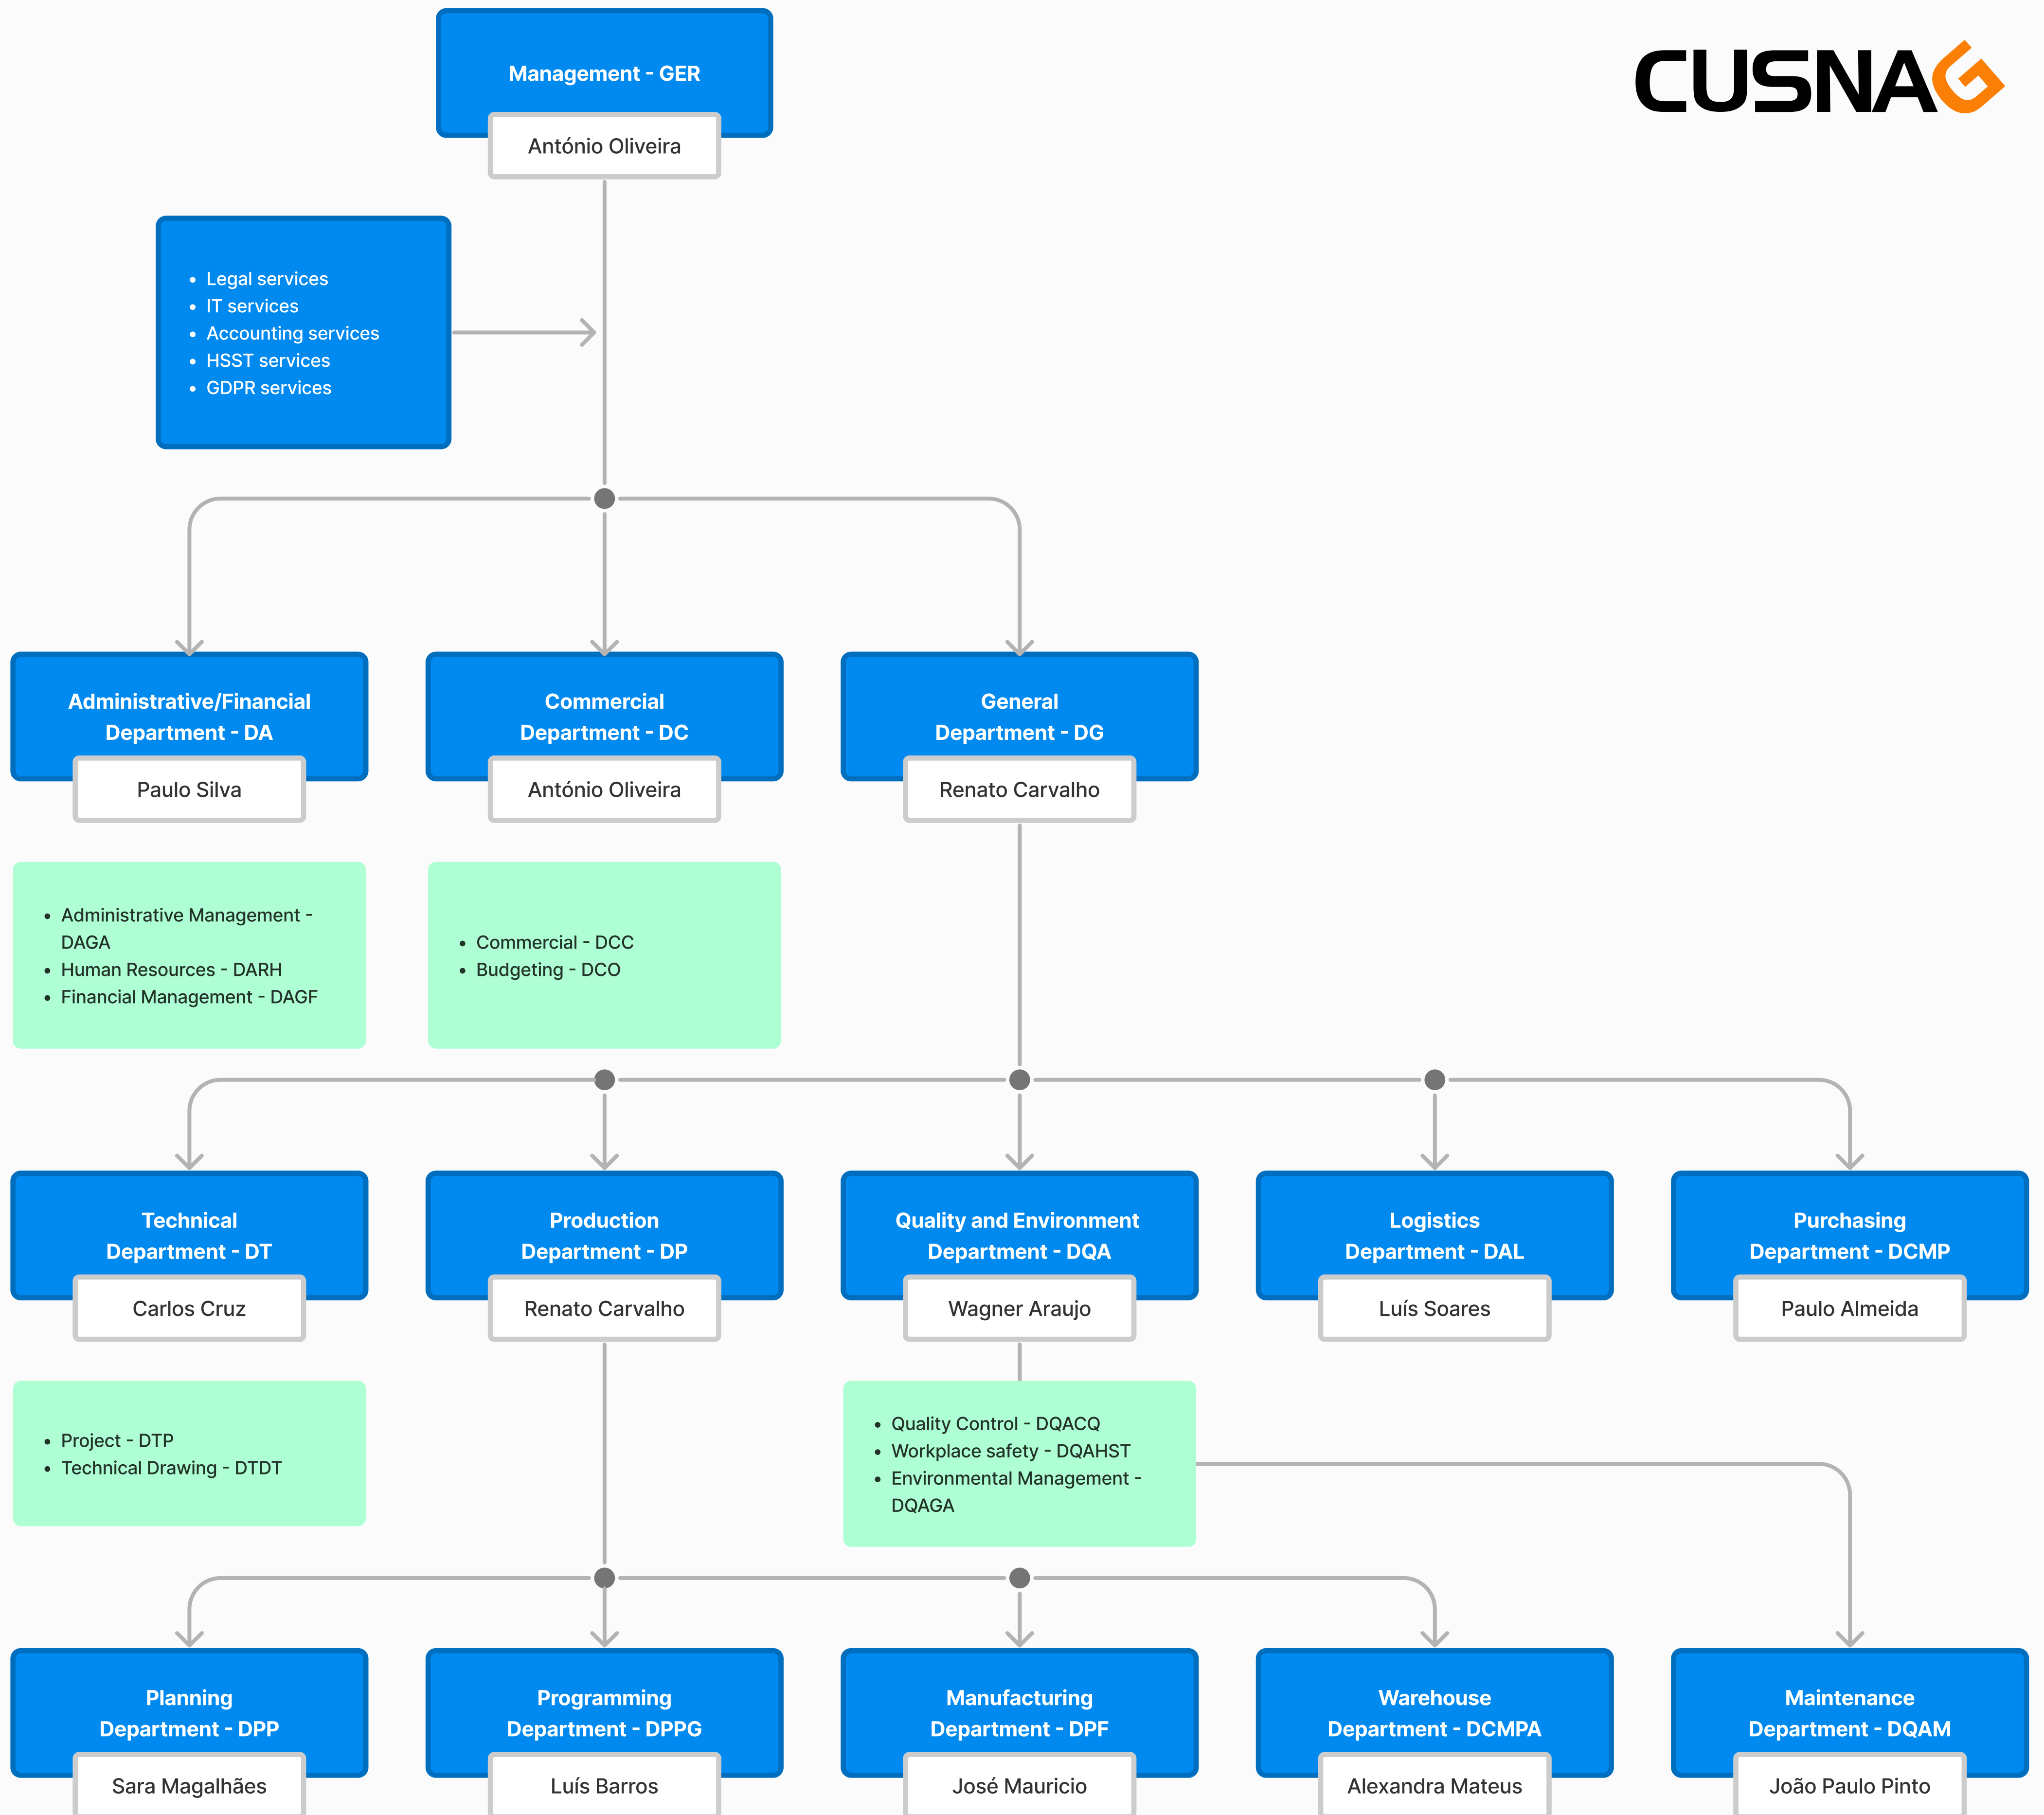 Management - GER
António Oliveira
CUSNAG
• Legal services
• IT services
• Accounting services
• HSST services
• GDPR services
Administrative/Financial
Department - DA
Paulo Silva
Commercial
Department - DC
António Oliveira
General
Department - DG
Renato Carvalho
• Administrative Management -
DAGA
• Human Resources - DARH
• Financial Management - DAGF
• Commercial - DCC
• Budgeting - DCO
Technical
Department - DT
Carlos Cruz
Production
Department - DP
Renato Carvalho
Quality and Environment
Department - DQA
Wagner Araujo
Logistics
Department - DAL
Luís Soares
Purchasing
Department - DCMP
Paulo Almeida
• Project - DTP
• Technical Drawing - DTDT
• Quality Control - DQACQ
• Workplace safety - DQAHST
• Environmental Management -
DQAGA
Planning
Department - DPP
Sara Magalhães
Programming
Department - DPPG
Luís Barros
Manufacturing
Department - DPF
José Mauricio
Warehouse
Department - DCMPA
Alexandra Mateus
Maintenance
Department - DQAM
João Paulo Pinto